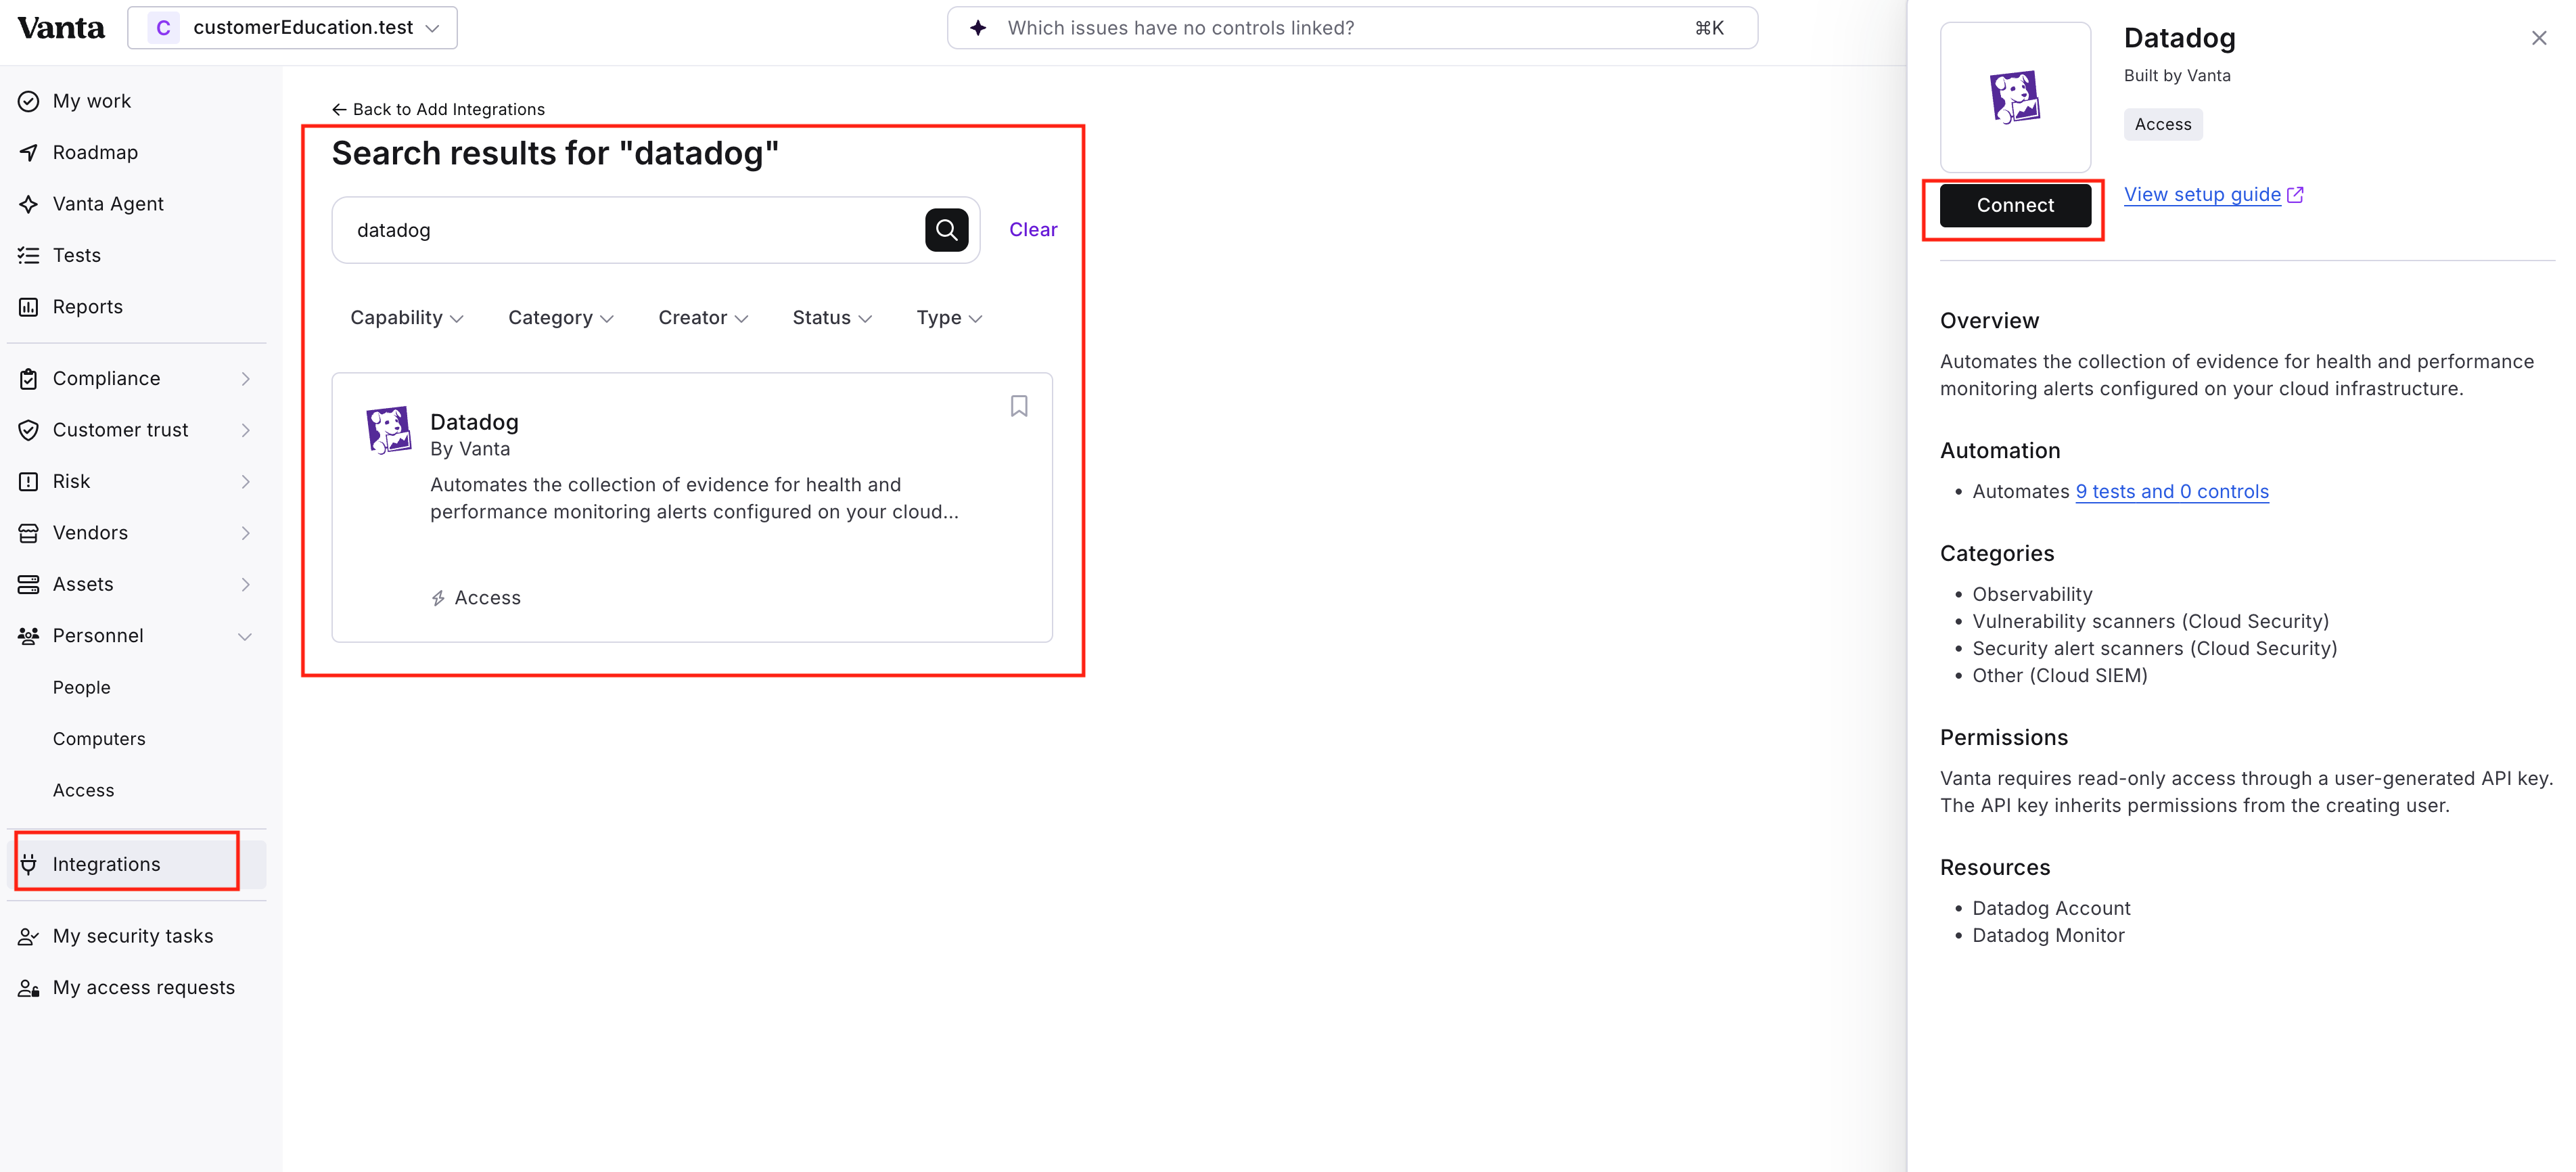 Vanta
C customerEducation.test
Which issues have no controls linked? ⌘K
My work
Roadmap
Vanta Agent
Tests
Reports
Compliance
Customer trust
Risk
Vendors
Assets
Personnel
People
Computers
Access
Integrations
My security tasks
My access requests
← Back to Add Integrations
Search results for "datadog"
datadog
Clear
Capability Category Creator Status Type
Datadog
By Vanta
Automates the collection of evidence for health and
performance monitoring alerts configured on your cloud...
Access
Datadog
Built by Vanta
Access
Connect
View setup guide
Overview
Automates the collection of evidence for health and performance
monitoring alerts configured on your cloud infrastructure.
Automation
• Automates 9 tests and 0 controls
Categories
• Observability
• Vulnerability scanners (Cloud Security)
• Security alert scanners (Cloud Security)
• Other (Cloud SIEM)
Permissions
Vanta requires read-only access through a user-generated API key.
The API key inherits permissions from the creating user.
Resources
• Datadog Account
• Datadog Monitor